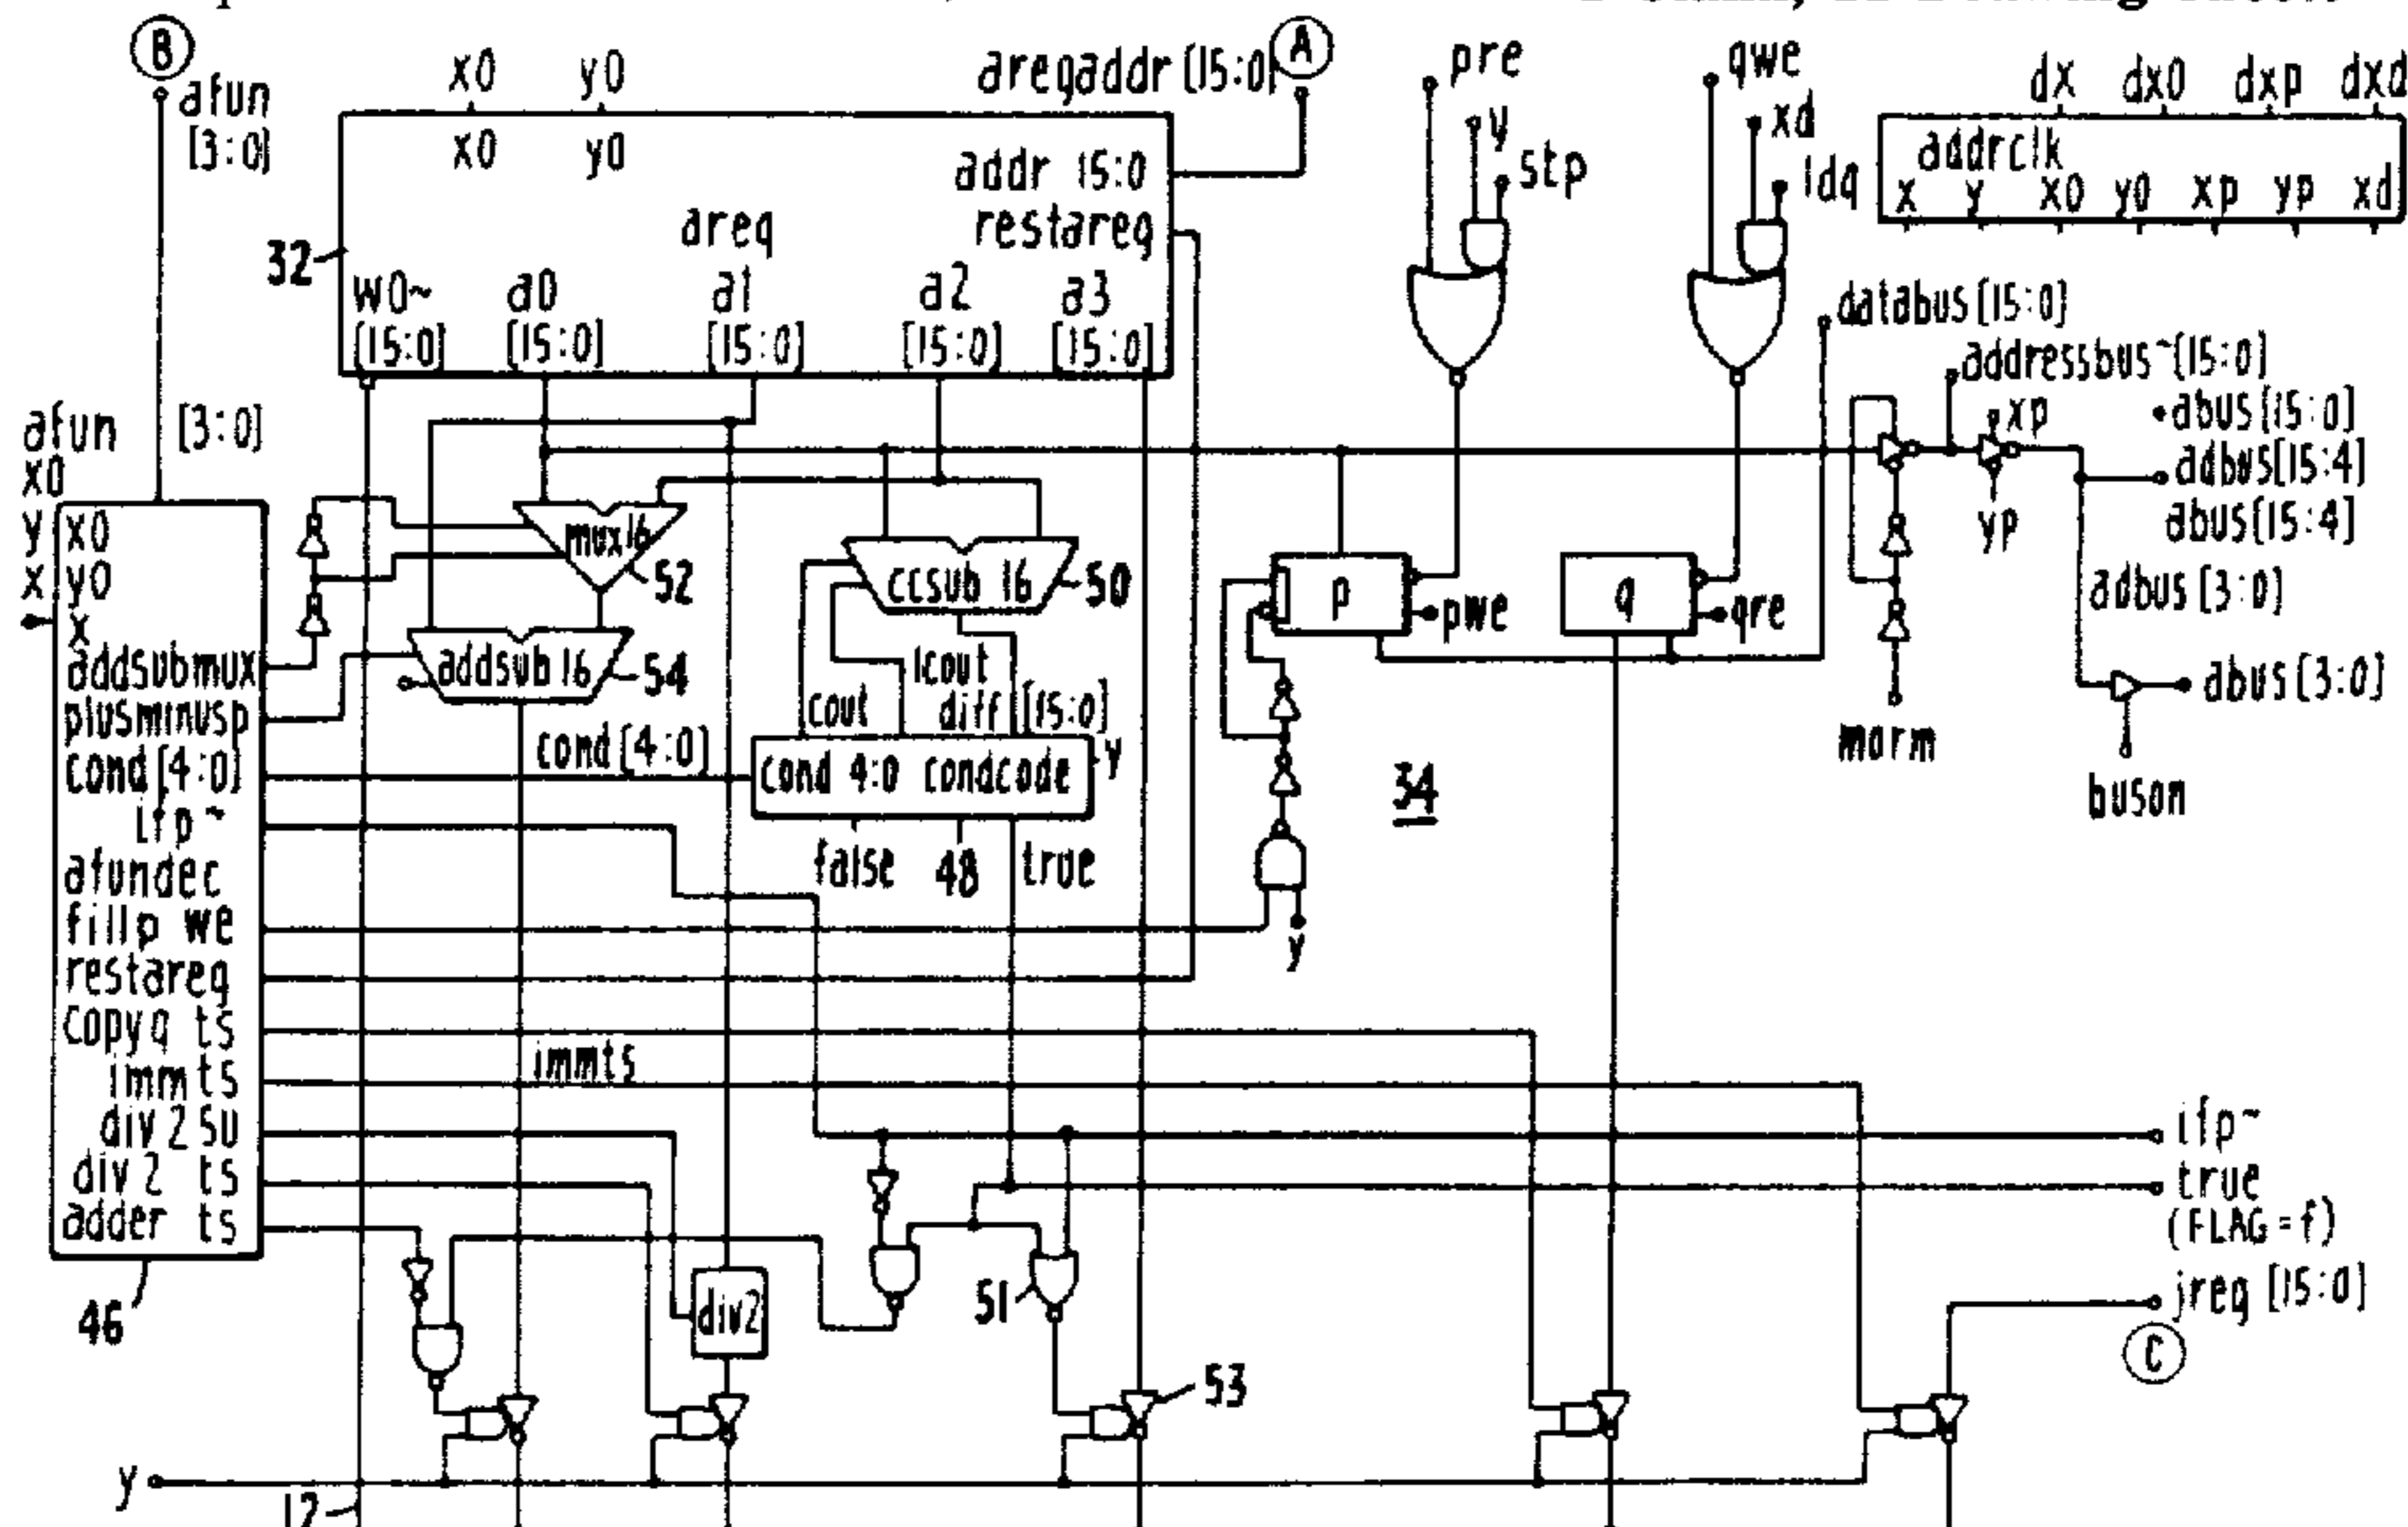 B
afun
[3:0]
x0
y0
aregaddr [15:0]
A
pre
y
stp
qwe
xd
ldq
dx dx0 dxp dxd
addrclk
x y x0 y0 xp yp xd
x0
y0
addr 15:0
restareg
areg
32
w0~
[15:0]
a0
[15:0]
a1
[15:0]
a2
[15:0]
a3
[15:0]
databus [15:0]
addressbus~ [15:0]
xp
abus [15:0]
adbus [15:4]
abus [15:4]
yp
adbus [3:0]
abus [3:0]
morm
buson
afun
[3:0]
x0
y
x
x0
y0
x
mux16
52
ccsub 16
50
addsub 16
54
p
pwe
q
qre
addsubmux
plusminusp
cond [4:0]
ifp~
afundec
fillp we
restareg
copyq ts
imm ts
div2 su
div2 ts
adder ts
46
cout
lcout
diff [15:0]
cond [4:0]
cond 4:0 condcode
y
false
48
true
34
y
immts
ifp~
true
(FLAG = f)
jreg [15:0]
C
51
div2
53
y
12